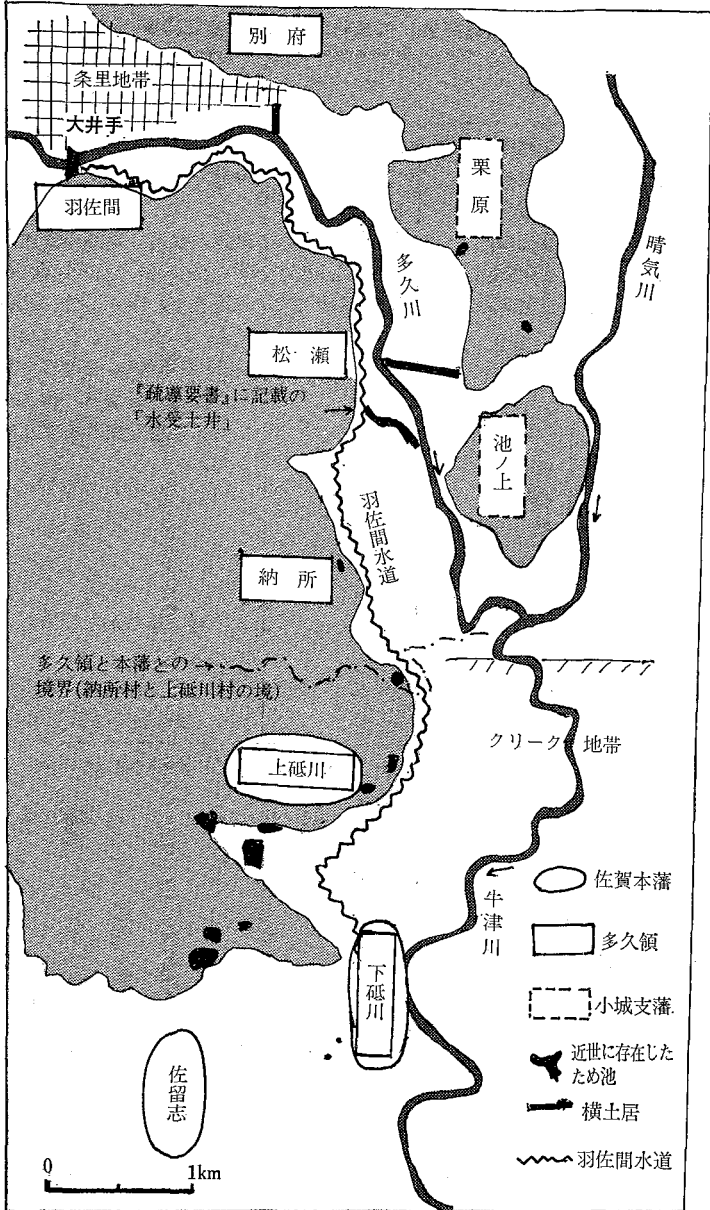 別府
条里地帯
大井手
羽佐間
栗原
多久川
晴気川
松瀬
『疏導要書』に記載の
「水受土井」
池ノ上
羽佐間水道
納所
多久領と本藩との
境界(納所村と上砥川村の境)
クリーク地帯
上砥川
牛津川
下砥川
佐留志
佐賀本藩
多久領
小城支藩.
近世に存在じた
ため池
横土居
羽佐間水道
0 1km